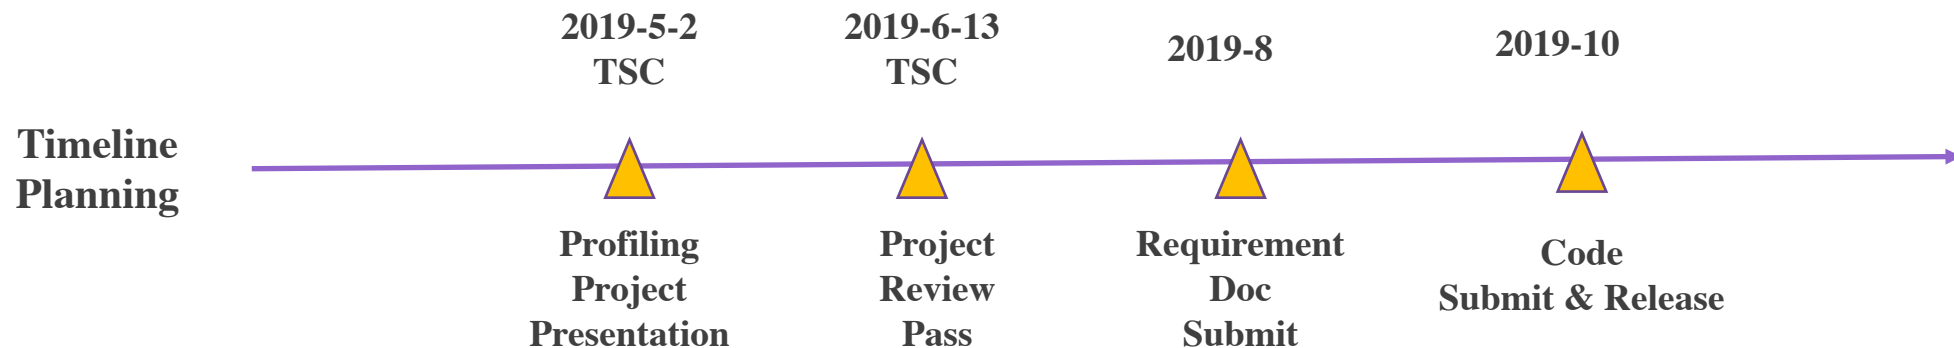 2019-5-2
TSC
2019-6-13
TSC
2019-8
2019-10
Timeline
Planning
Profiling
Project
Presentation
Project
Review
Pass
Requirement
Doc
Submit
Code
Submit & Release